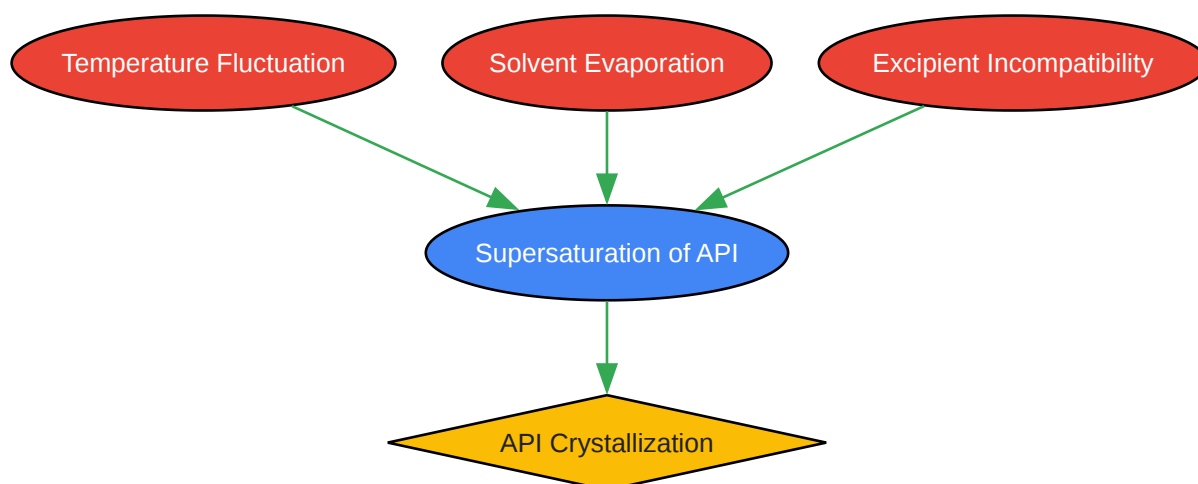 Temperature Fluctuation
Solvent Evaporation
Excipient Incompatibility
Supersaturation of API
API Crystallization